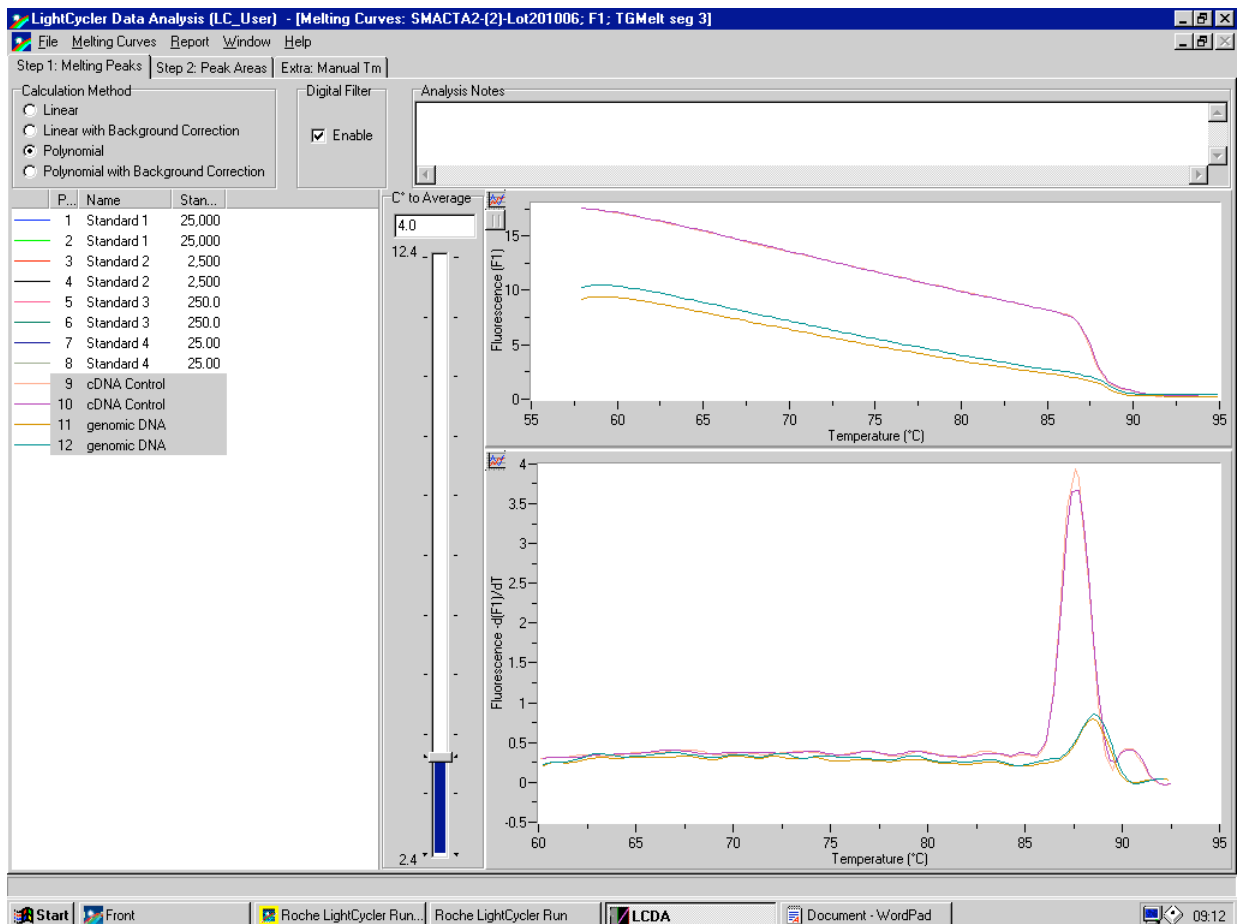 LightCycler Data Analysis (LC_User) - [Melting Curves: SMACTA2-(2)-Lot201006; F1; TGMelt seg 3]
File Melting Curves Report Window Help
Step 1: Melting Peaks Step 2: Peak Areas Extra: Manual Tm
Calculation Method
Linear
Linear with Background Correction
Polynomial
Polynomial with Background Correction
Digital Filter
Enable
Analysis Notes
P... Name Stan...
1 Standard 1 25,000
2 Standard 1 25,000
3 Standard 2 2,500
4 Standard 2 2,500
5 Standard 3 250.0
6 Standard 3 250.0
7 Standard 4 25.00
8 Standard 4 25.00
9 cDNA Control
10 cDNA Control
11 genomic DNA
12 genomic DNA
C° to Average
4.0
12.4
2.4
Fluorescence (F1)
15
10
5
0
55 60 65 70 75 80 85 90 95
Temperature (°C)
Fluorescence -d(F1)/dT
4
3.5
3
2.5
2
1.5
1
0.5
0
-0.5
60 65 70 75 80 85 90 95
Temperature (°C)
Start Front Roche LightCycler Run... Roche LightCycler Run LCDA Document - WordPad 09:12